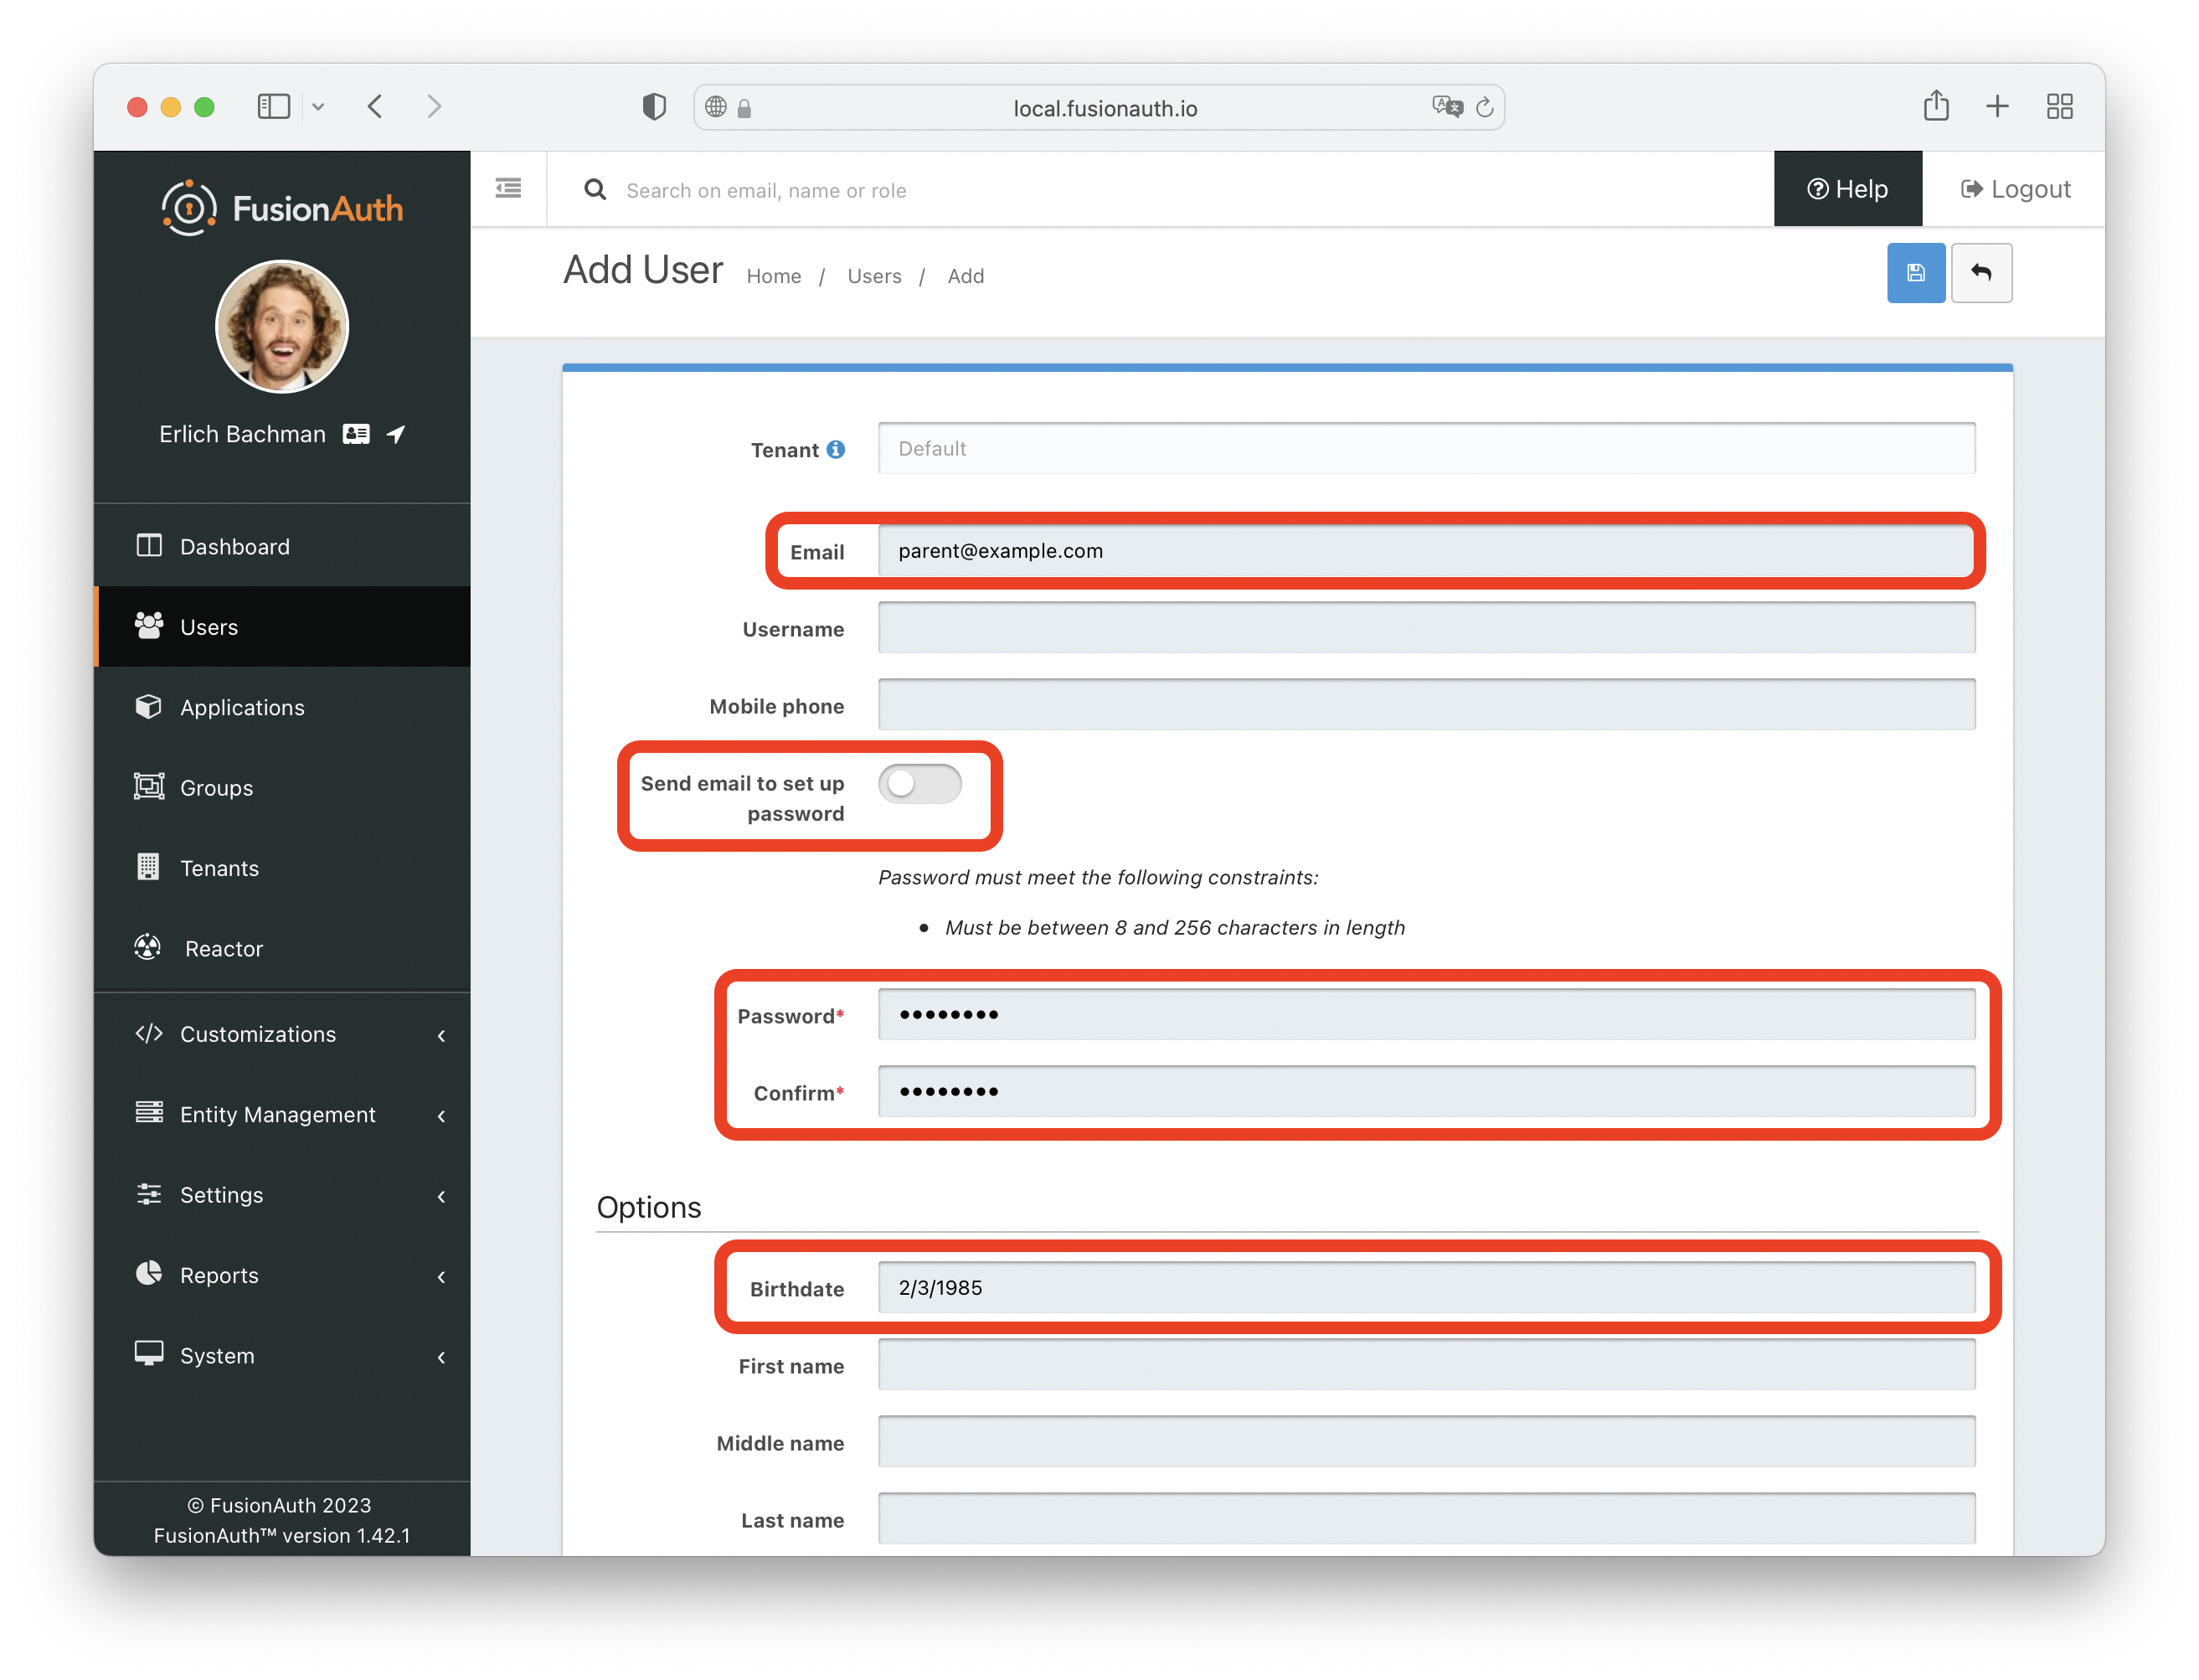 local.fusionauth.io
FusionAuth
Erlich Bachman
Dashboard
Users
Applications
Groups
Tenants
Reactor
Customizations
Entity Management
Settings
Reports
System
© FusionAuth 2023
FusionAuth™ version 1.42.1
Search on email, name or role
Help
Logout
Add User
Home / Users / Add
Tenant
Default
Email
parent@example.com
Username
Mobile phone
Send email to set up
password
Password must meet the following constraints:
• Must be between 8 and 256 characters in length
Password*
••••••••
Confirm*
••••••••
Options
Birthdate
2/3/1985
First name
Middle name
Last name